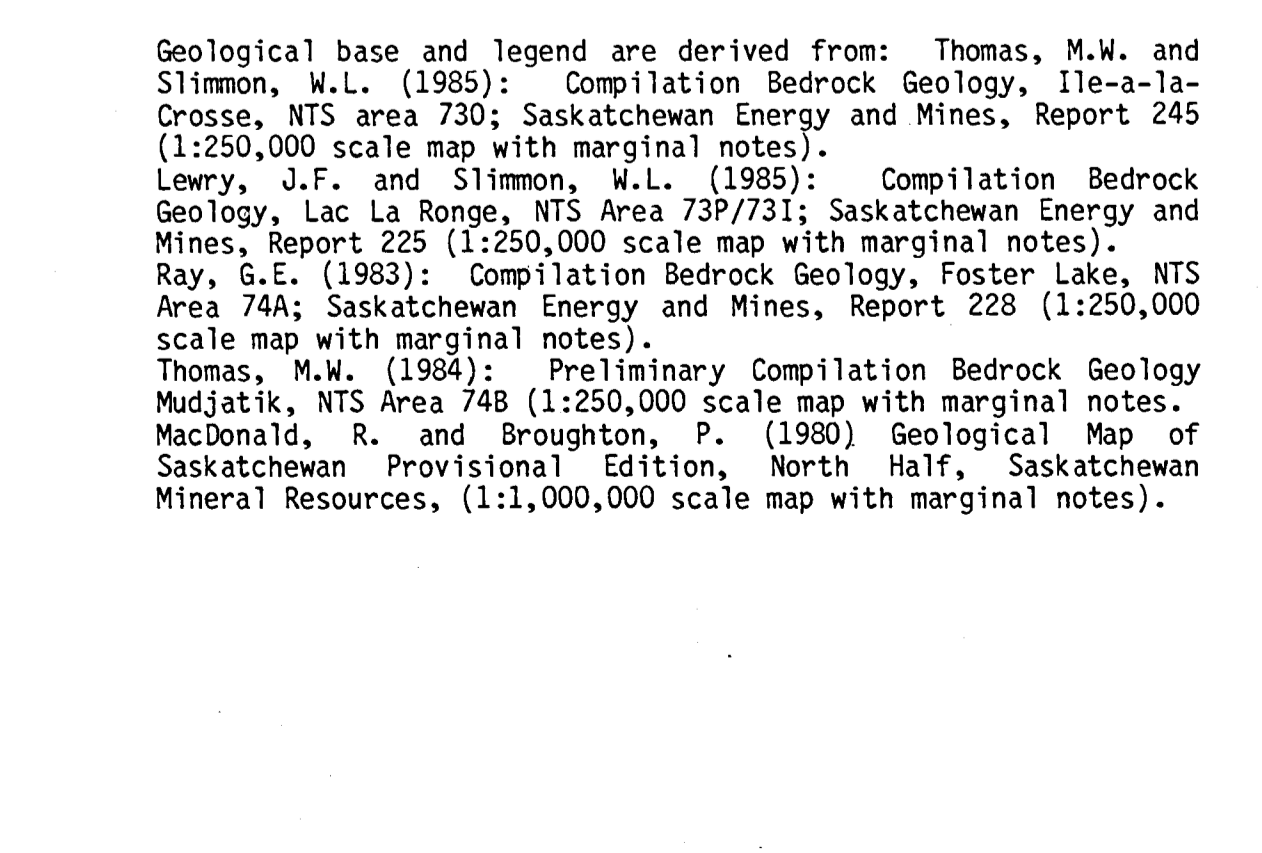 Geological base and legend are derived from: Thomas, M.W. and
Slimmon, W.L. (1985): Compilation Bedrock Geology, Ile-a-la-
Crosse, NTS area 73O; Saskatchewan Energy and Mines, Report 245
(1:250,000 scale map with marginal notes).
Lewry, J.F. and Slimmon, W.L. (1985): Compilation Bedrock
Geology, Lac La Ronge, NTS Area 73P/73I; Saskatchewan Energy and
Mines, Report 225 (1:250,000 scale map with marginal notes).
Ray, G.E. (1983): Compilation Bedrock Geology, Foster Lake, NTS
Area 74A; Saskatchewan Energy and Mines, Report 228 (1:250,000
scale map with marginal notes).
Thomas, M.W. (1984): Preliminary Compilation Bedrock Geology
Mudjatik, NTS Area 74B (1:250,000 scale map with marginal notes.
MacDonald, R. and Broughton, P. (1980) Geological Map of
Saskatchewan Provisional Edition, North Half, Saskatchewan
Mineral Resources, (1:1,000,000 scale map with marginal notes).